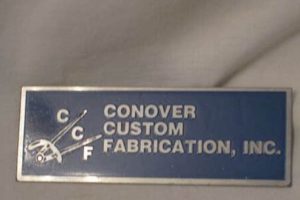 C CONOVER
C CUSTOM
F FABRICATION, INC.